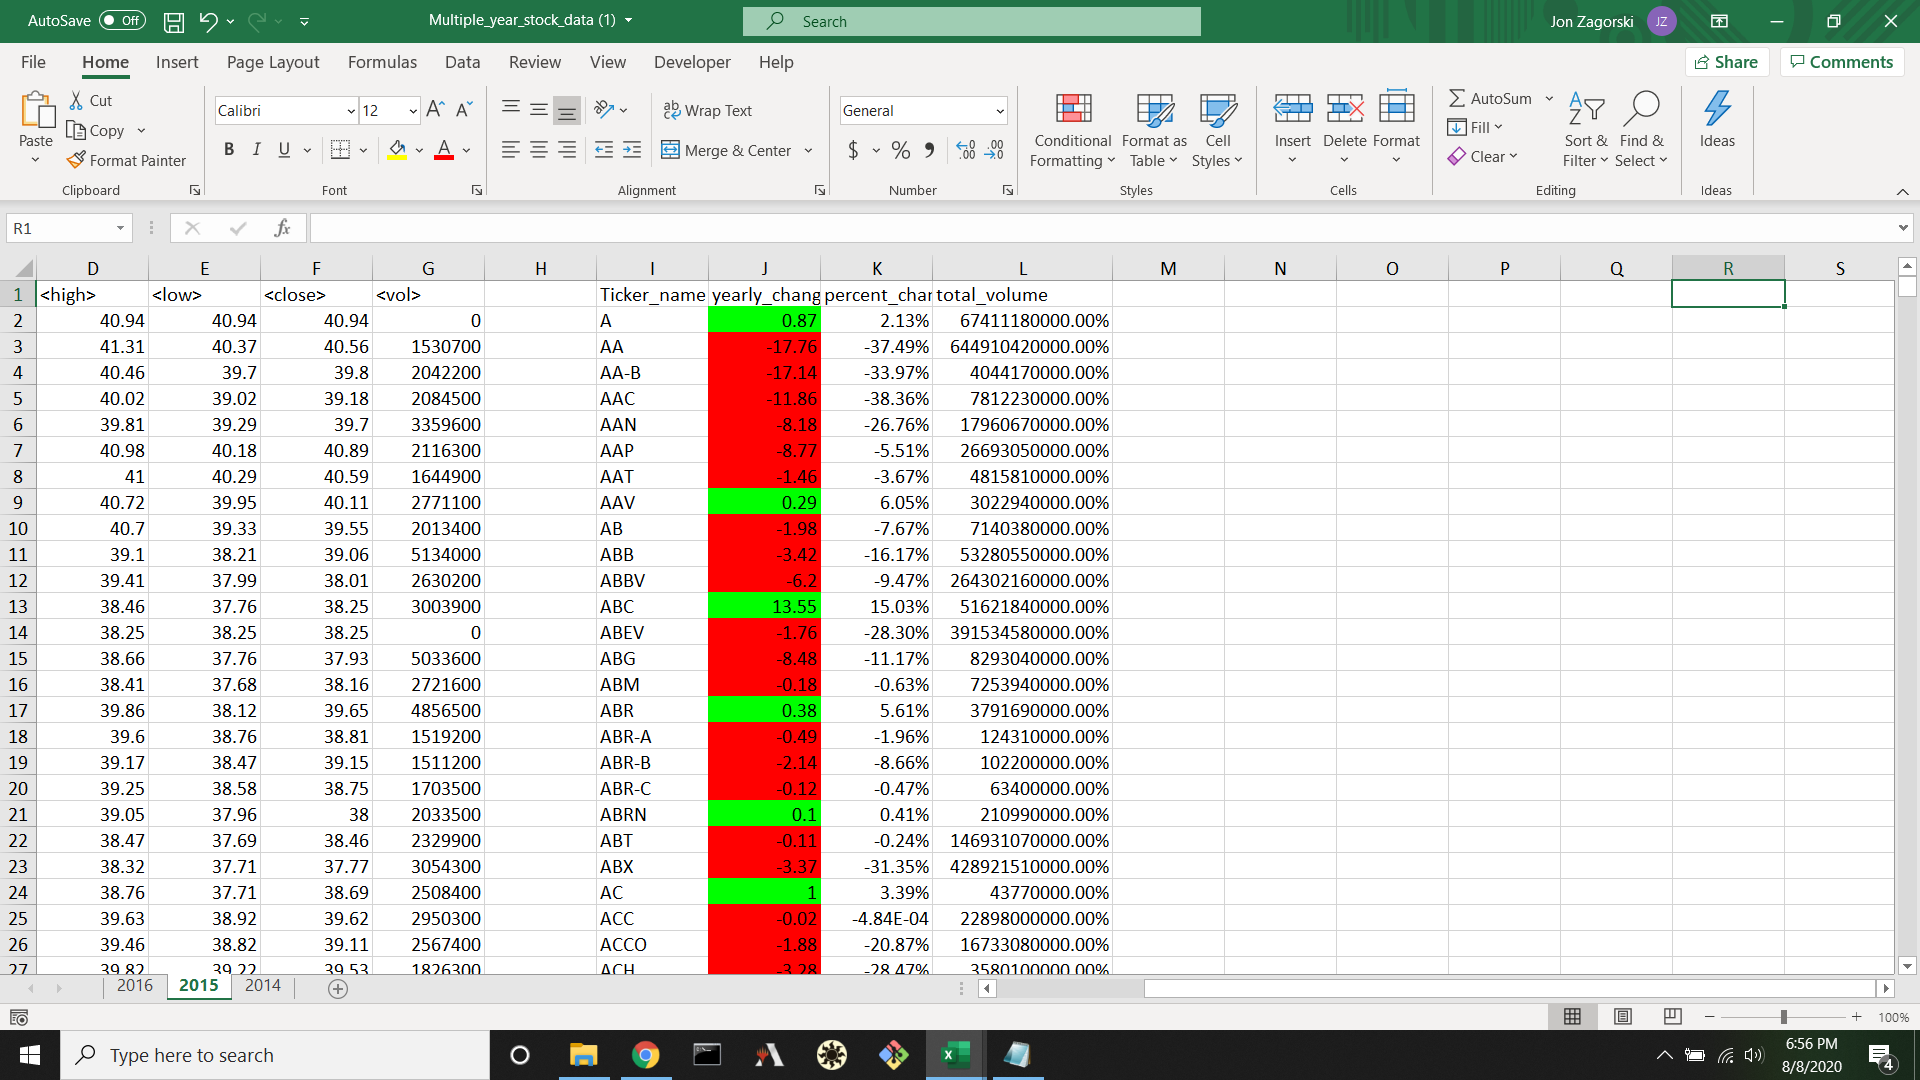 AutoSave Off Multiple_year_stock_data (1) Search Jon Zagorski JZ
File Home Insert Page Layout Formulas Data Review View Developer Help Share Comments
Paste Cut Copy Format Painter Clipboard
Calibri 12 A A B I U A Font
ab Wrap Text Merge & Center Alignment
General $ % 9 .00 .00 Number
Conditional Formatting Format as Table Cell Styles Styles
Insert Delete Format Cells
AutoSum Fill Clear Sort & Filter Find & Select Editing
Ideas Ideas
R1 fx
D E F G H I J K L M N O P Q R S
1 <high> <low> <close> <vol> Ticker_name yearly_chang percent_char total_volume
2 40.94 40.94 40.94 0 A 0.87 2.13% 67411180000.00%
3 41.31 40.37 40.56 1530700 AA -17.76 -37.49% 644910420000.00%
4 40.46 39.7 39.8 2042200 AA-B -17.14 -33.97% 4044170000.00%
5 40.02 39.02 39.18 2084500 AAC -11.86 -38.36% 7812230000.00%
6 39.81 39.29 39.7 3359600 AAN -8.18 -26.76% 17960670000.00%
7 40.98 40.18 40.89 2116300 AAP -8.77 -5.51% 26693050000.00%
8 41 40.29 40.59 1644900 AAT -1.46 -3.67% 4815810000.00%
9 40.72 39.95 40.11 2771100 AAV 0.29 6.05% 3022940000.00%
10 40.7 39.33 39.55 2013400 AB -1.98 -7.67% 7140380000.00%
11 39.1 38.21 39.06 5134000 ABB -3.42 -16.17% 53280550000.00%
12 39.41 37.99 38.01 2630200 ABBV -6.2 -9.47% 264302160000.00%
13 38.46 37.76 38.25 3003900 ABC 13.55 15.03% 51621840000.00%
14 38.25 38.25 38.25 0 ABEV -1.76 -28.30% 391534580000.00%
15 38.66 37.76 37.93 5033600 ABG -8.48 -11.17% 8293040000.00%
16 38.41 37.68 38.16 2721600 ABM -0.18 -0.63% 7253940000.00%
17 39.86 38.12 39.65 4856500 ABR 0.38 5.61% 3791690000.00%
18 39.6 38.76 38.81 1519200 ABR-A -0.49 -1.96% 124310000.00%
19 39.17 38.47 39.15 1511200 ABR-B -2.14 -8.66% 102200000.00%
20 39.25 38.58 38.75 1703500 ABR-C -0.12 -0.47% 63400000.00%
21 39.05 37.96 38 2033500 ABRN 0.1 0.41% 210990000.00%
22 38.47 37.69 38.46 2329900 ABT -0.11 -0.24% 146931070000.00%
23 38.32 37.71 37.77 3054300 ABX -3.37 -31.35% 428921510000.00%
24 38.76 37.71 38.69 2508400 AC 1 3.39% 43770000.00%
25 39.63 38.92 39.62 2950300 ACC -0.02 -4.84E-04 22898000000.00%
26 39.46 38.82 39.11 2567400 ACCO -1.88 -20.87% 16733080000.00%
27 39.82 39.22 39.53 1826300 ACH -3.28 -28.47% 3580100000.00%
2016 2015 2014
100%
Type here to search 6:56 PM
8/8/2020 4